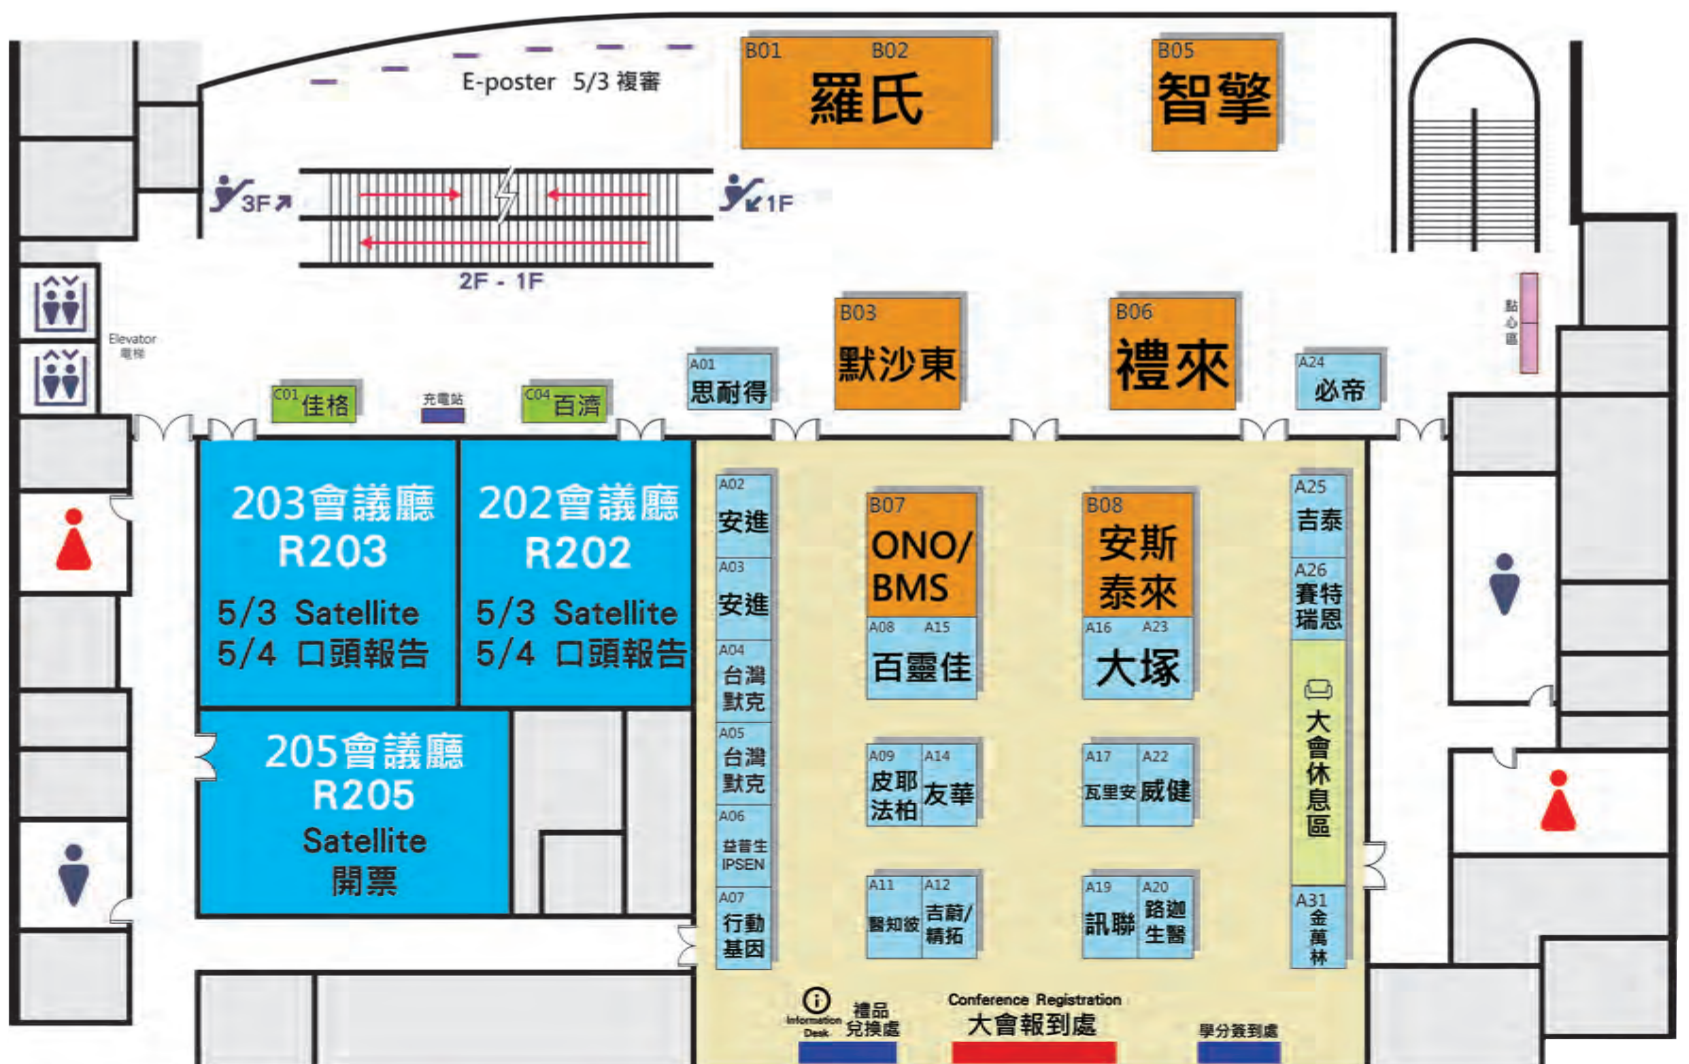 B01 B02
羅氏
B05
智擎
E-poster 5/3 複審
3F
1F
2F - 1F
Elevator
電梯
點心區
B03
默沙東
B06
禮來
A01
思耐得
A24
必帝
C01 佳格
充電站
C04 百濟
203會議廳
R203
5/3 Satellite
5/4 口頭報告
202會議廳
R202
5/3 Satellite
5/4 口頭報告
205會議廳
R205
Satellite
開票
A02
安進
A03
安進
A04
台灣
默克
A05
台灣
默克
A06
益普生
IPSEN
A07
行動
基因
B07
ONO/
BMS
A08 A15
百靈佳
A09
皮耶
法柏
A14
友華
A11
醫知彼
A12
吉蔚/
精拓
B08
安斯
泰來
A16 A23
大塚
A17
瓦里安
A22
威健
A19
訊聯
A20
路迦
生醫
A25
吉泰
A26
賽特
瑞恩
大會休息區
A31
金萬林
Information
Desk
禮品
兌換處
Conference Registration
大會報到處
學分簽到處